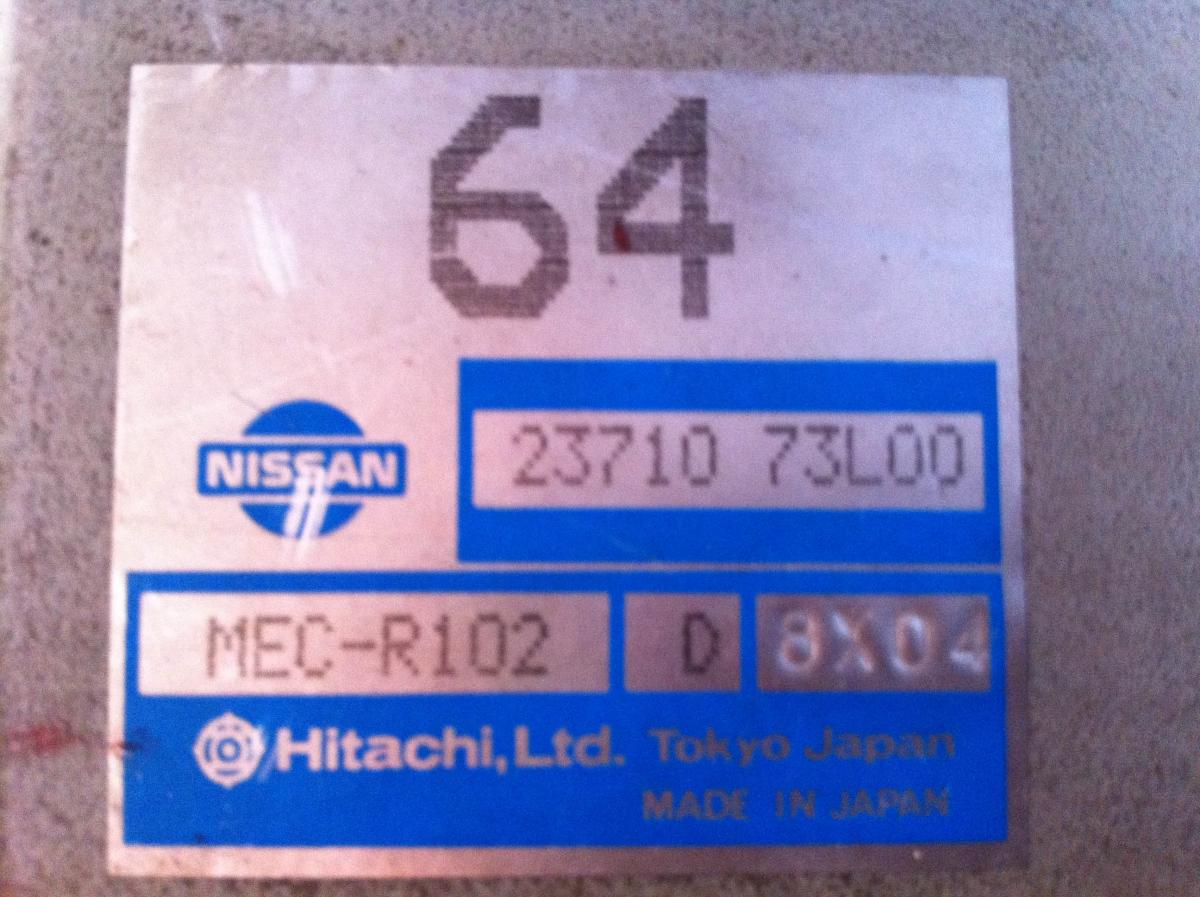 64
NISSAN
23710 73L00
MEC-R102 D 8X04
Hitachi, Ltd. Tokyo Japan
MADE IN JAPAN